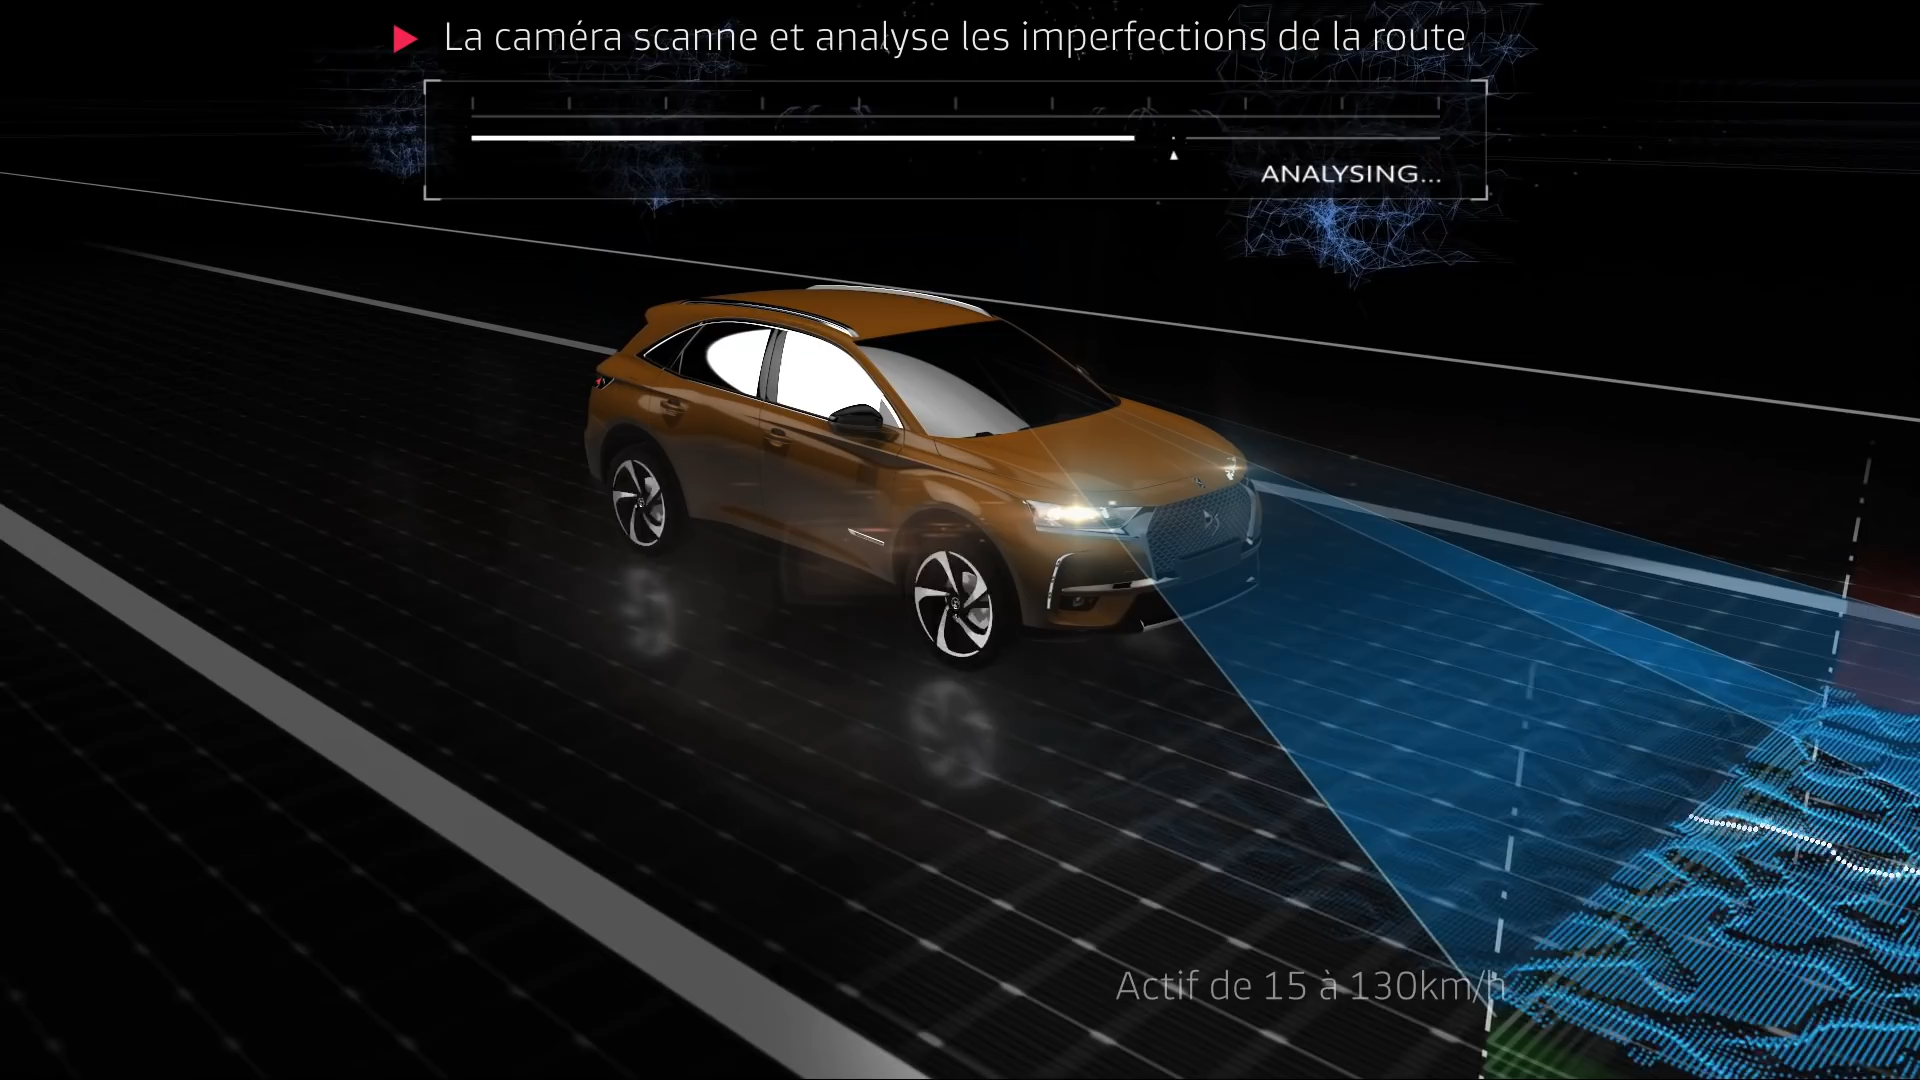 La caméra scanne et analyse les imperfections de la route
ANALYSING...
Actif de 15 à 130km/h